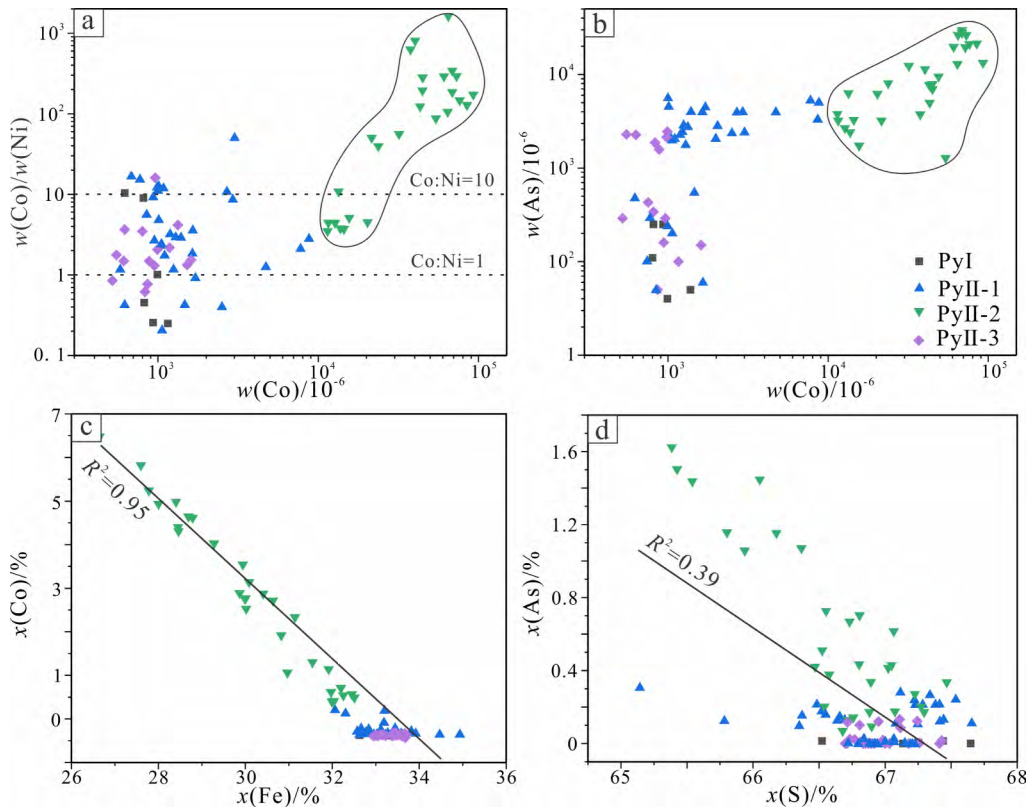 a
10³
10²
10
1
0.1
w(Co)/w(Ni)
Co:Ni=10
Co:Ni=1
10³ 10⁴ 10⁵
w(Co)/10⁻⁶
b
10⁴
10³
10²
1
w(As)/10⁻⁶
PyI
PyII-1
PyII-2
PyII-3
10³ 10⁴ 10⁵
w(Co)/10⁻⁶
c
7
6
5
4
3
6
1
0
x(Co)/%
R²=0.95
26 28 30 32 34 36
x(Fe)/%
d
1.6
1.2
0.8
0.4
0
x(As)/%
R²=0.39
65 66 67 68
x(S)/%